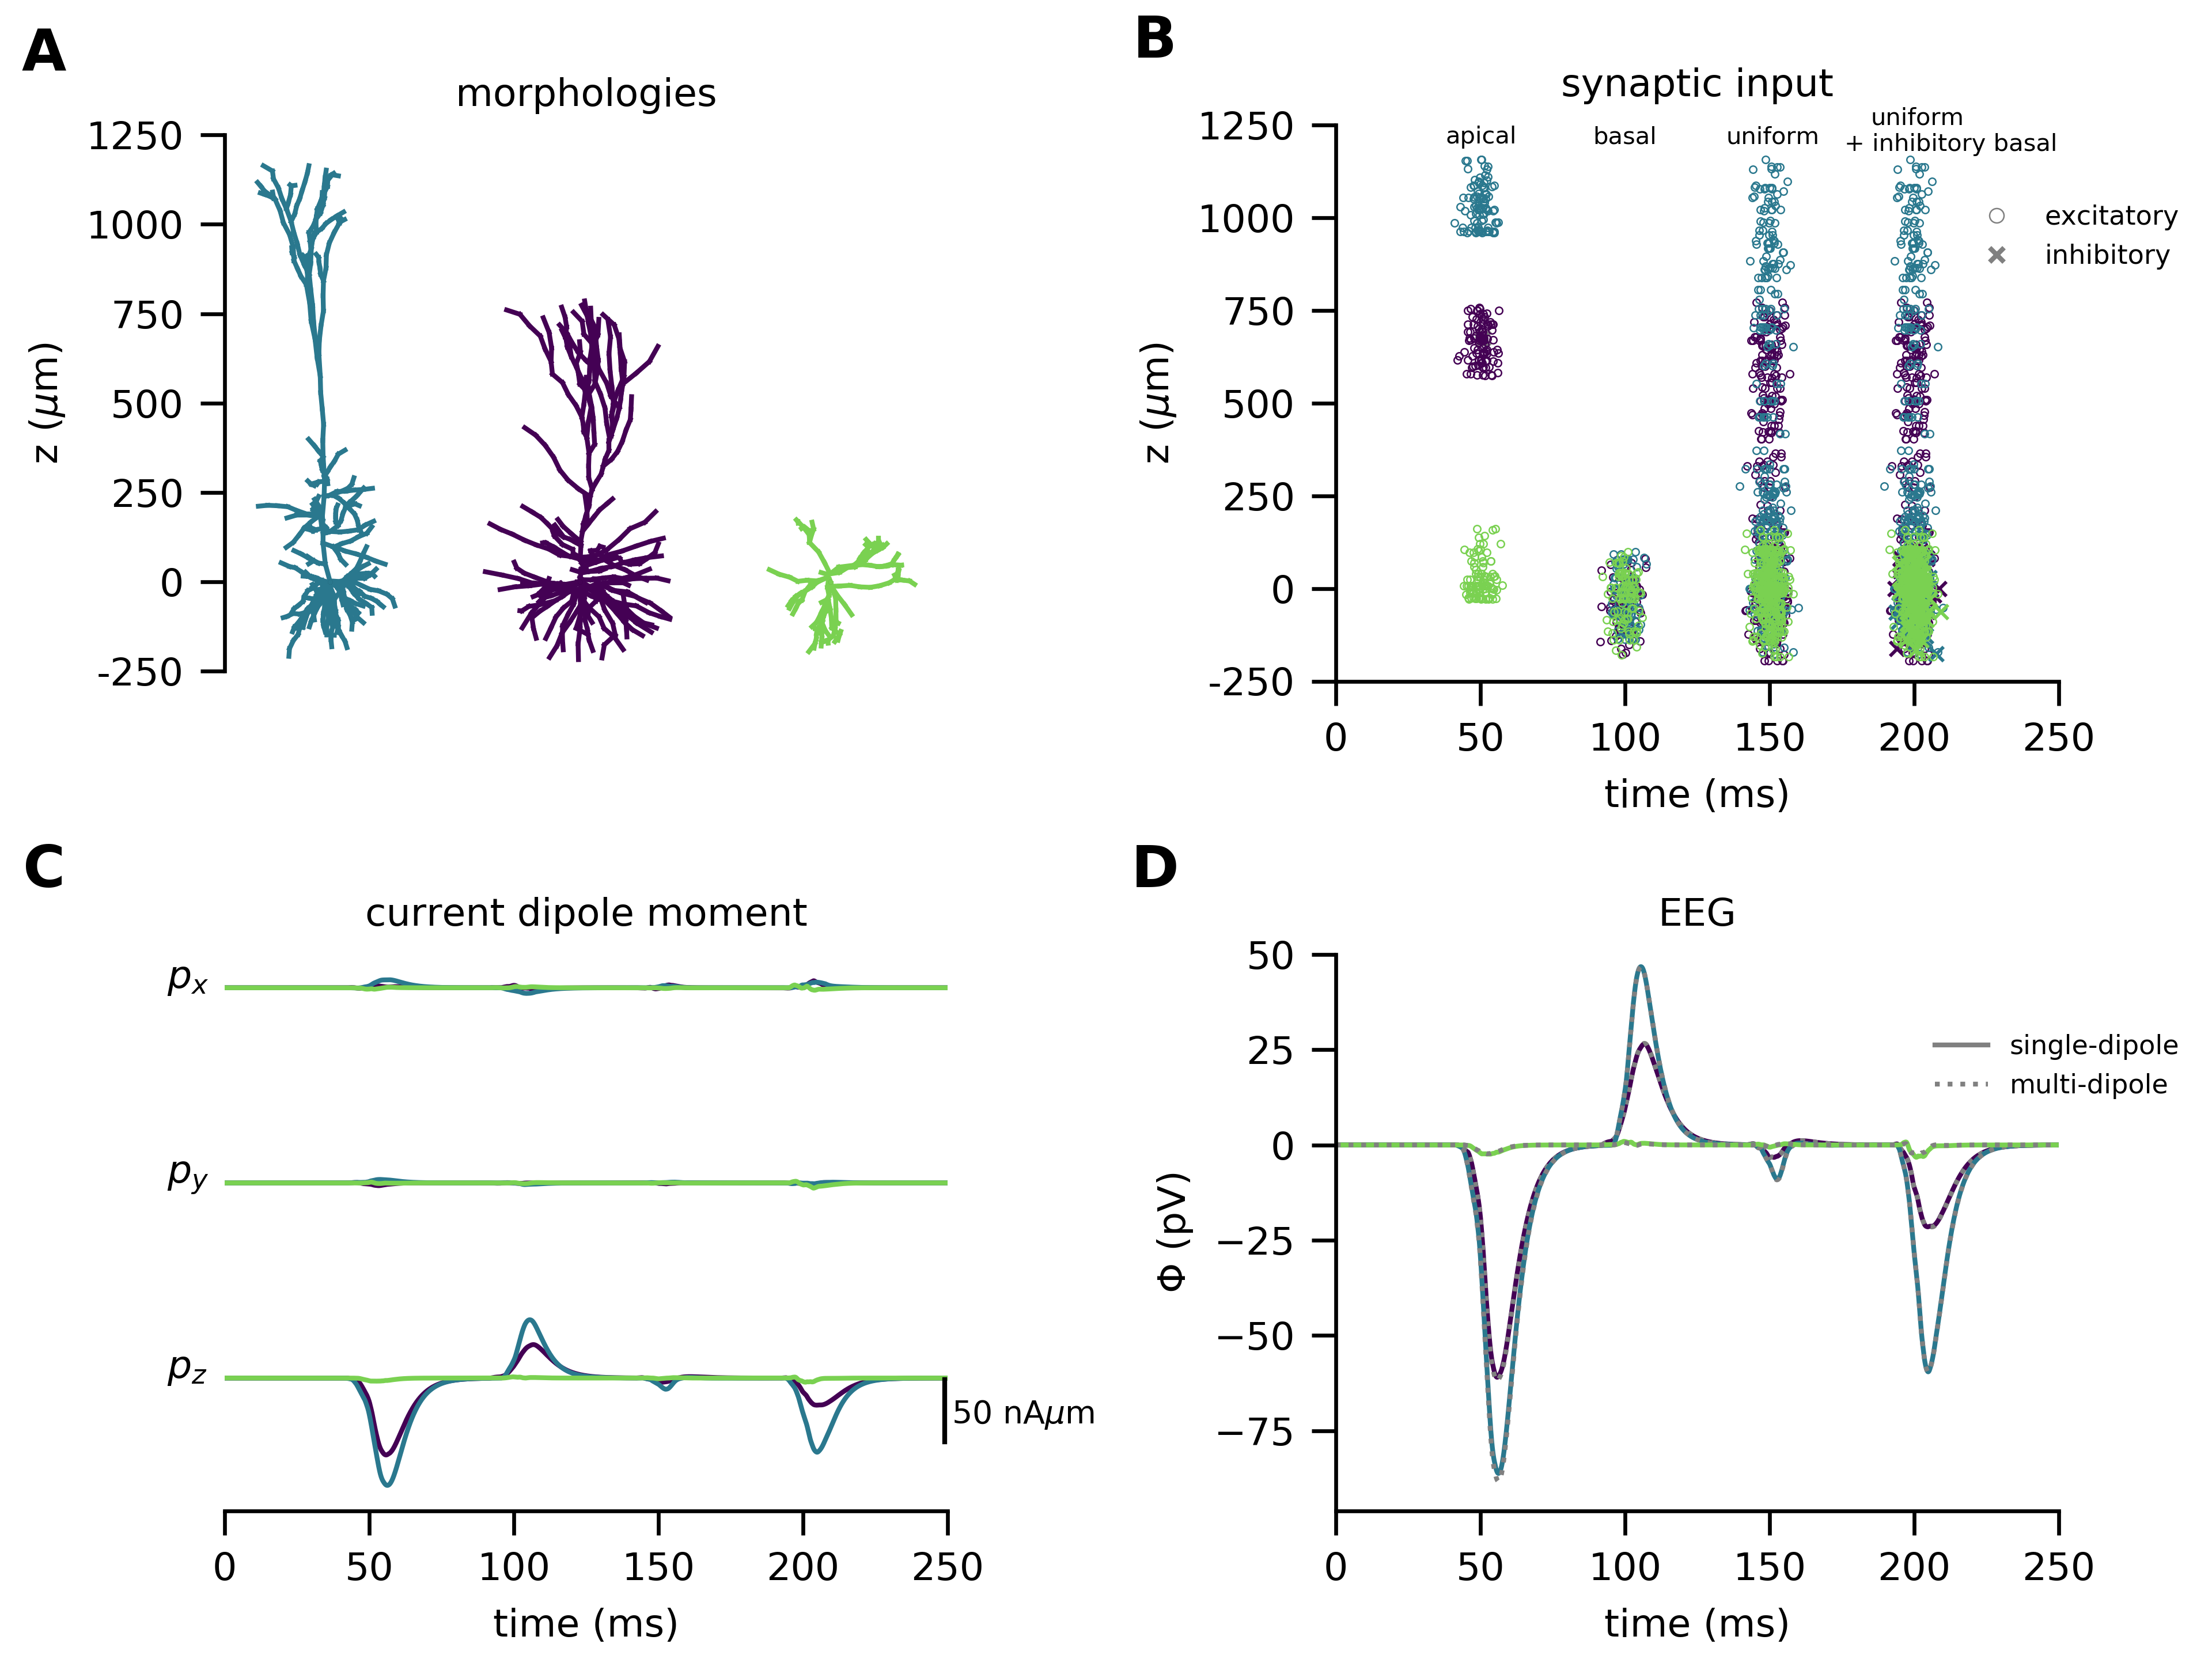 A
morphologies
1250
1000
750
500
250
0
-250
z (μm)
B
synaptic input
apical
basal
uniform
uniform
+ inhibitory basal
excitatory
inhibitory
1250
1000
750
500
250
0
-250
z (μm)
0 50 100 150 200 250
time (ms)
C
current dipole moment
px
py
pz
50 nAμm
0 50 100 150 200 250
time (ms)
D
EEG
50
25
0
−25
−50
−75
Φ (pV)
single-dipole
multi-dipole
0 50 100 150 200 250
time (ms)